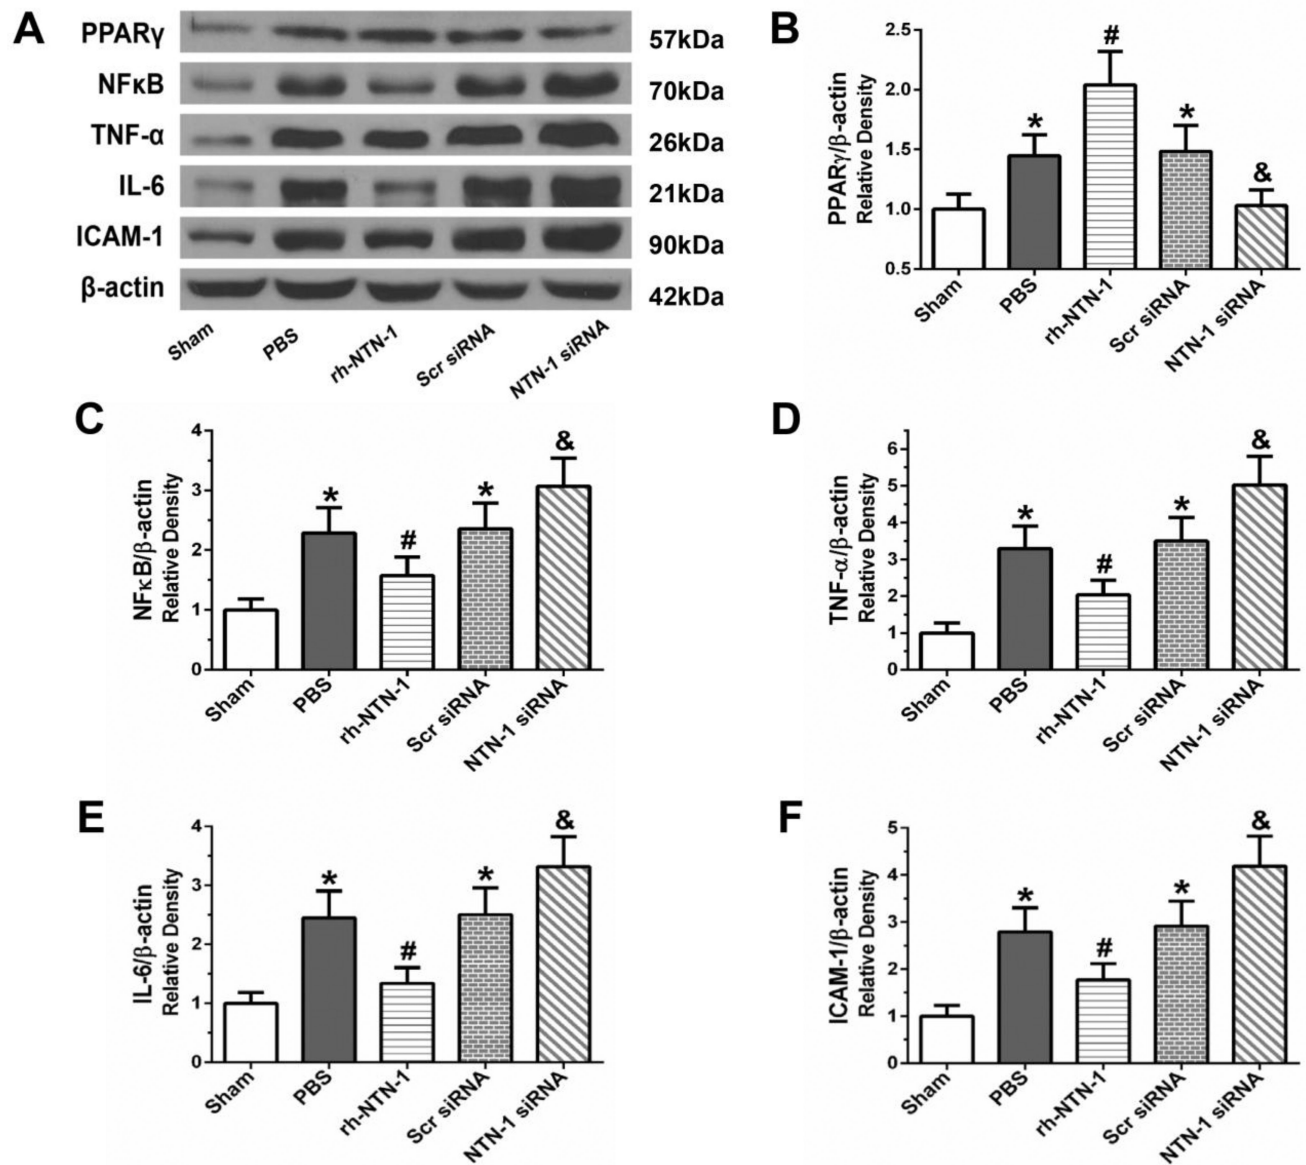 A
PPARγ 57kDa
NFκB 70kDa
TNF-α 26kDa
IL-6 21kDa
ICAM-1 90kDa
β-actin 42kDa
Sham PBS rh-NTN-1 Scr siRNA NTN-1 siRNA
B
PPARγ/β-actin
Relative Density
2.5
2.0
1.5
1.0
0.5
* # * &
Sham PBS rh-NTN-1 Scr siRNA NTN-1 siRNA
C
NFκB/β-actin
Relative Density
4
3
2
1
0
* # * &
Sham PBS rh-NTN-1 Scr siRNA NTN-1 siRNA
D
TNF-α/β-actin
Relative Density
6
5
4
3
2
1
0
* # * &
Sham PBS rh-NTN-1 Scr siRNA NTN-1 siRNA
E
IL-6/β-actin
Relative Density
4
3
2
1
0
* # * &
Sham PBS rh-NTN-1 Scr siRNA NTN-1 siRNA
F
ICAM-1/β-actin
Relative Density
5
4
3
2
1
0
* # * &
Sham PBS rh-NTN-1 Scr siRNA NTN-1 siRNA